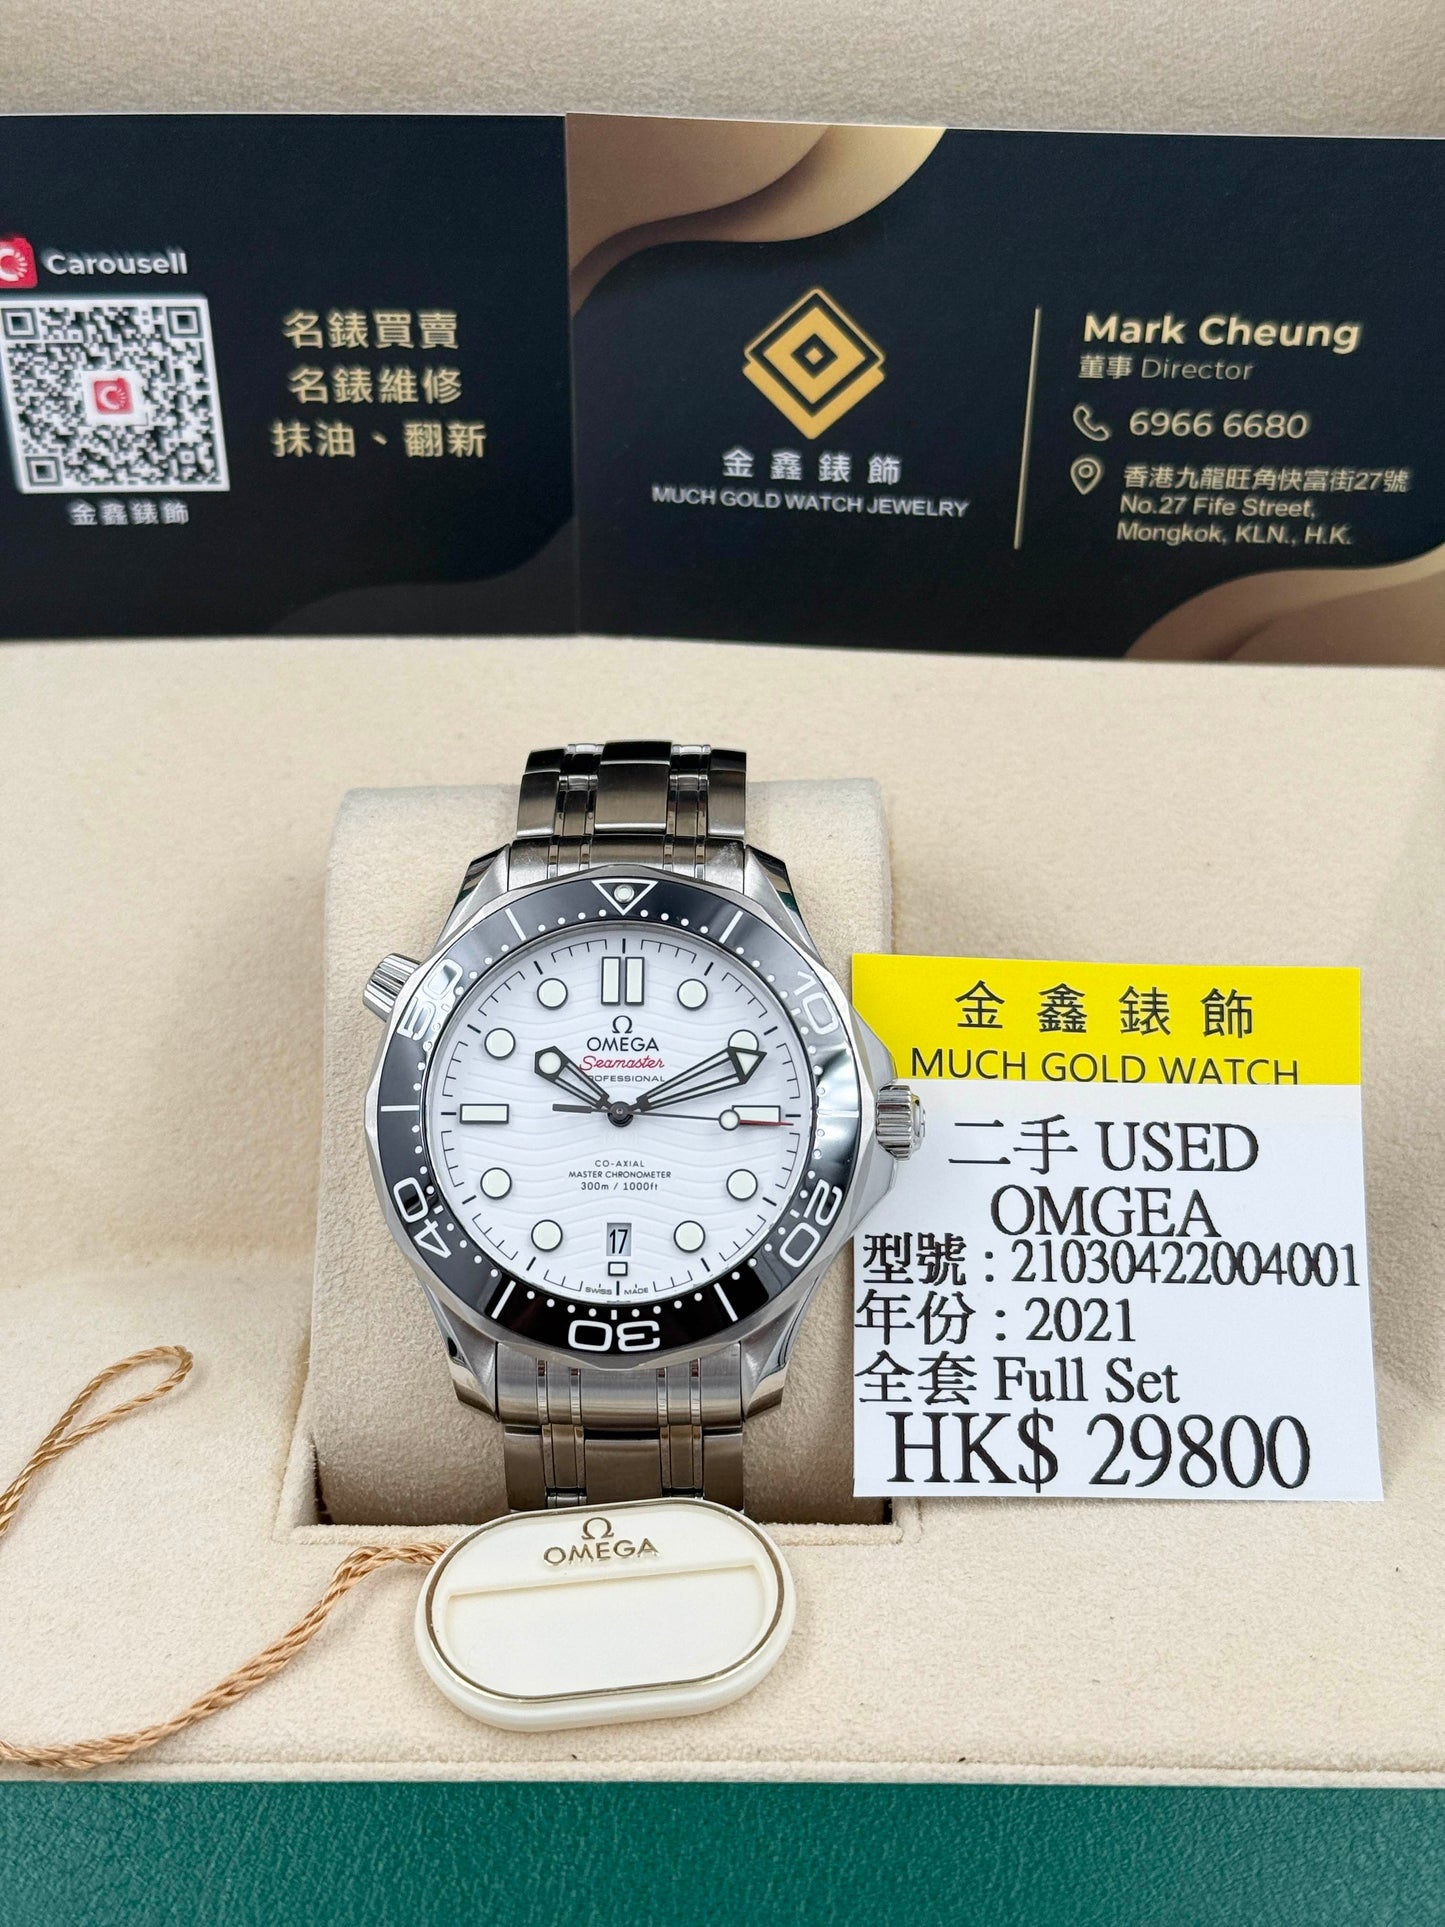 Carousell
金鑫錶飾
名錶買賣
名錶維修
抹油、翻新
金鑫錶飾
MUCH GOLD WATCH JEWELRY
Mark Cheung
董事 Director
6966 6680
香港九龍旺角快富街27號
No.27 Fife Street,
Mongkok, KLN., H.K.
10
20
30
40
50
Ω
OMEGA
Seamaster
PROFESSIONAL
CO-AXIAL
MASTER CHRONOMETER
300m / 1000ft
17
SWISS MADE
金鑫錶飾
MUCH GOLD WATCH
二手 USED
OMGEA
型號：21030422004001
年份：2021
全套 Full Set
HK$ 29800
Ω
OMEGA